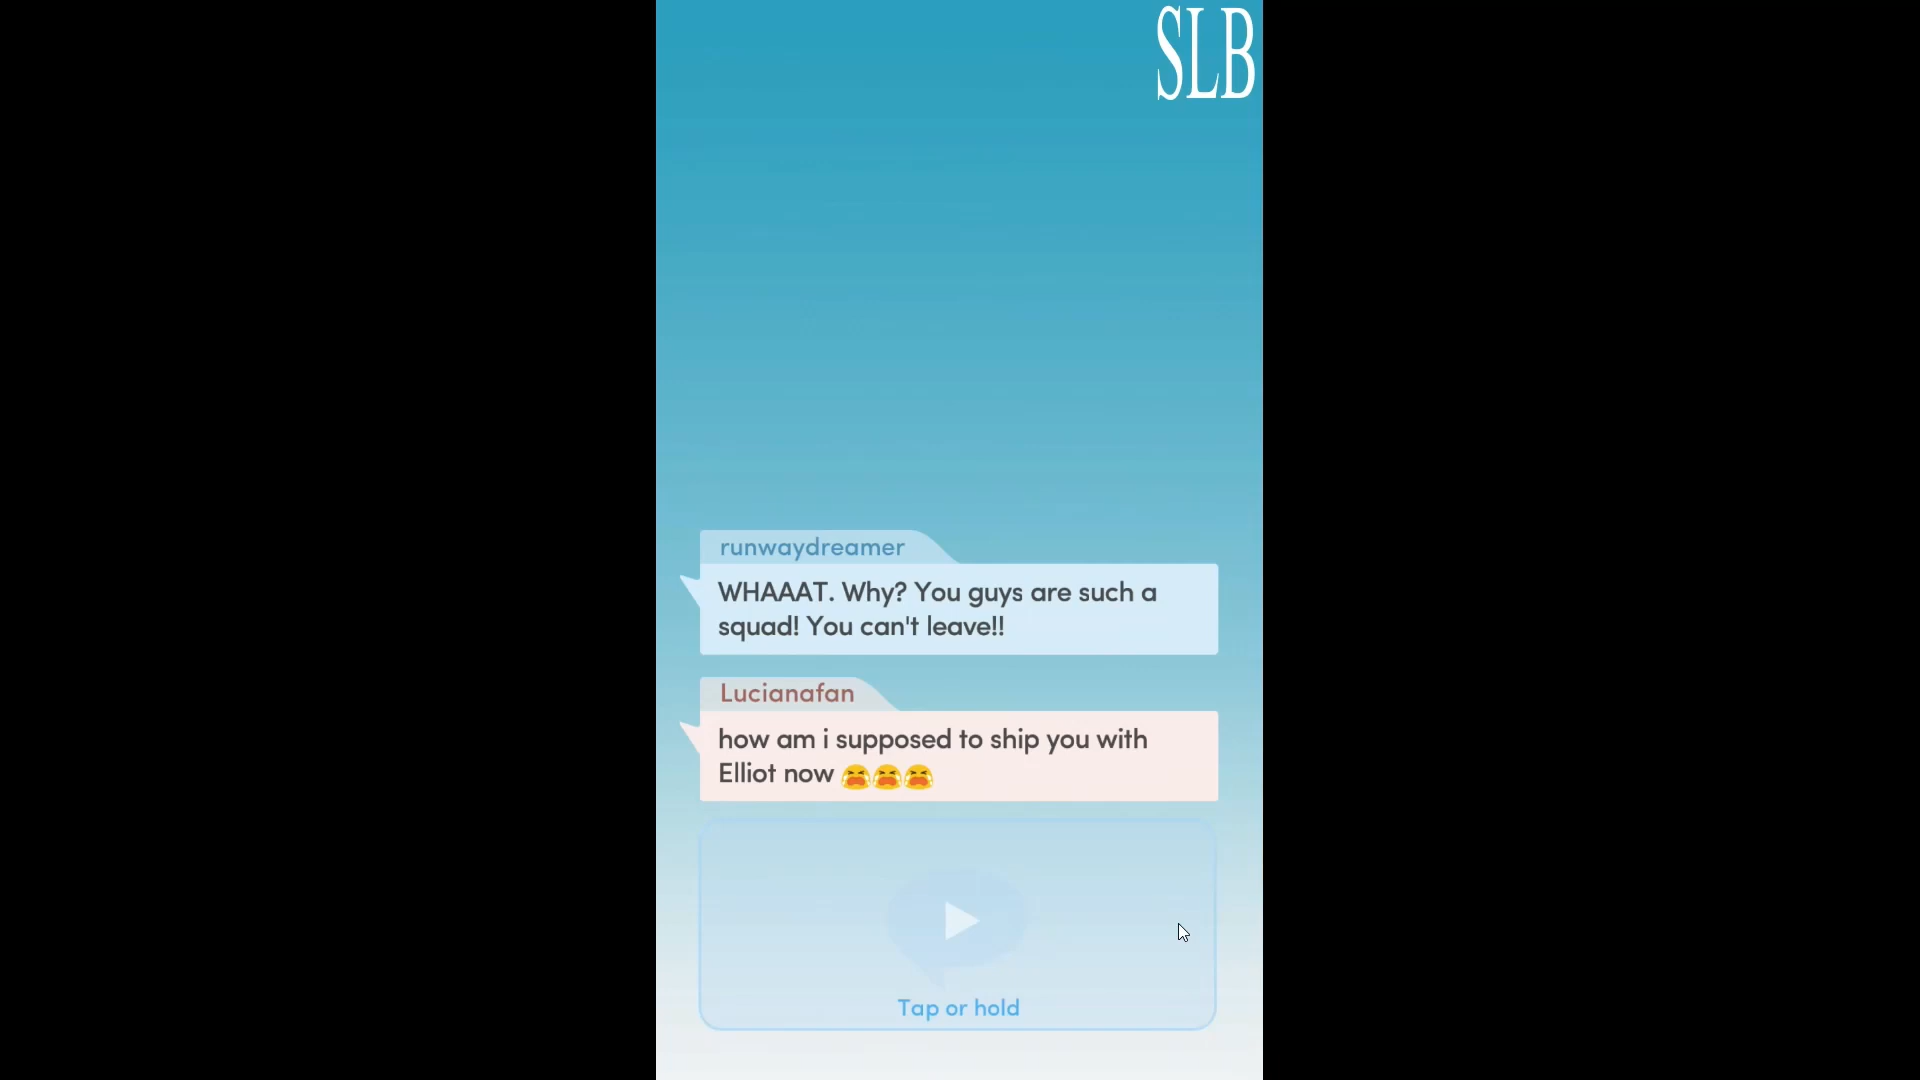 SLB
runwaydreamer
WHAAAT. Why? You guys are such a
squad! You can't leave!!
Lucianafan
how am i supposed to ship you with
Elliot now 😭😭😭
Tap or hold